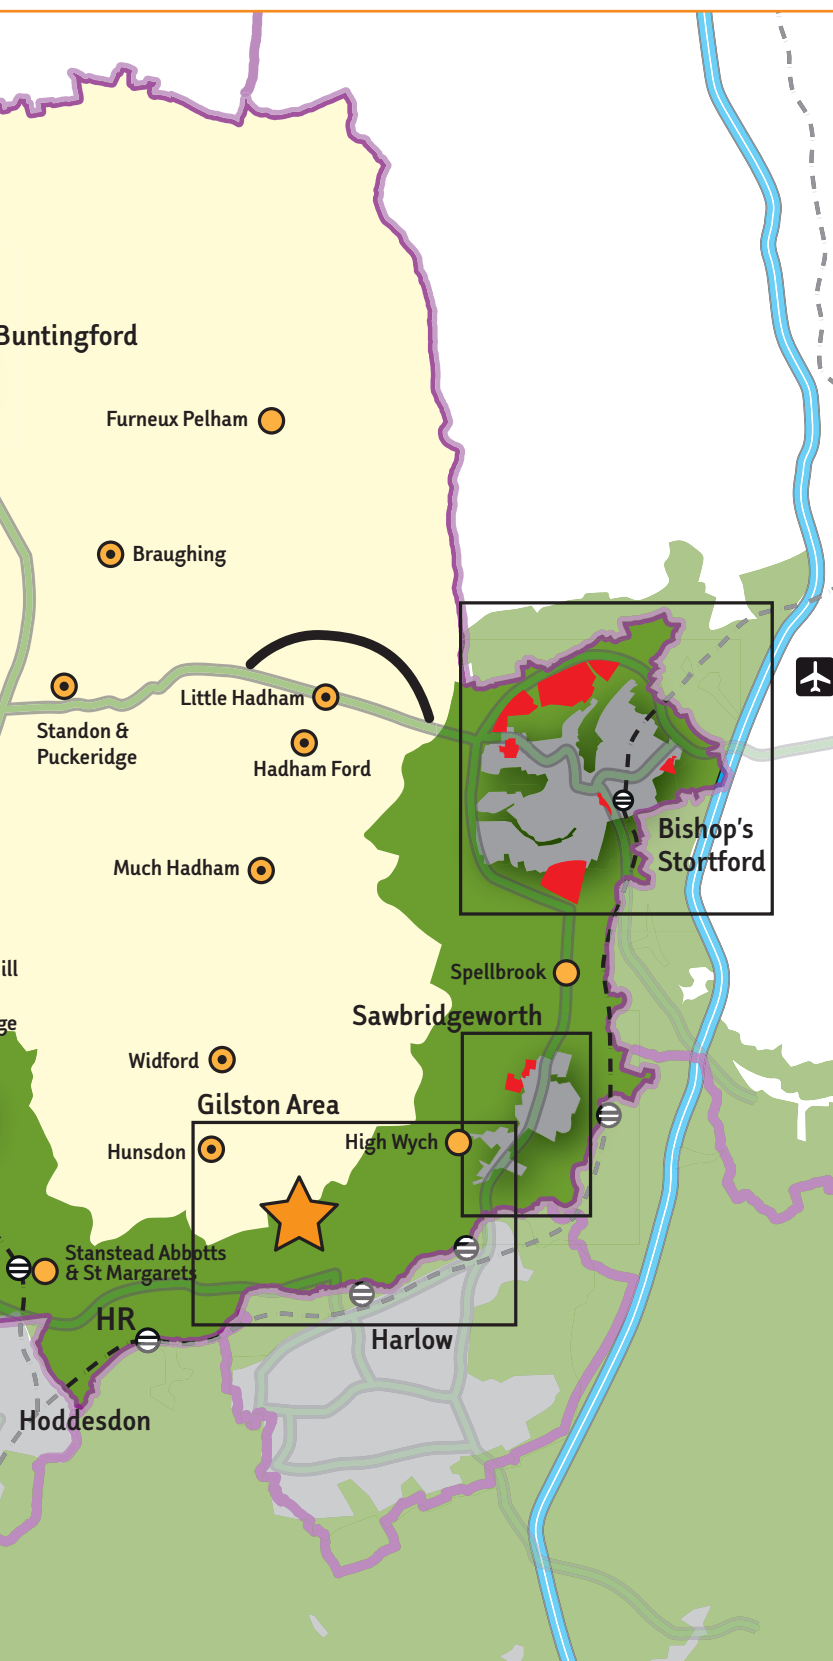 Buntingford
Furneux Pelham
Braughing
Little Hadham
Standon &
Puckeridge
Hadham Ford
Bishop's
Stortford
Much Hadham
ill
Spellbrook
Sawbridgeworth
ge
Widford
Gilston Area
High Wych
Hunsdon
Stanstead Abbotts
& St Margarets
HR
Harlow
Hoddesdon